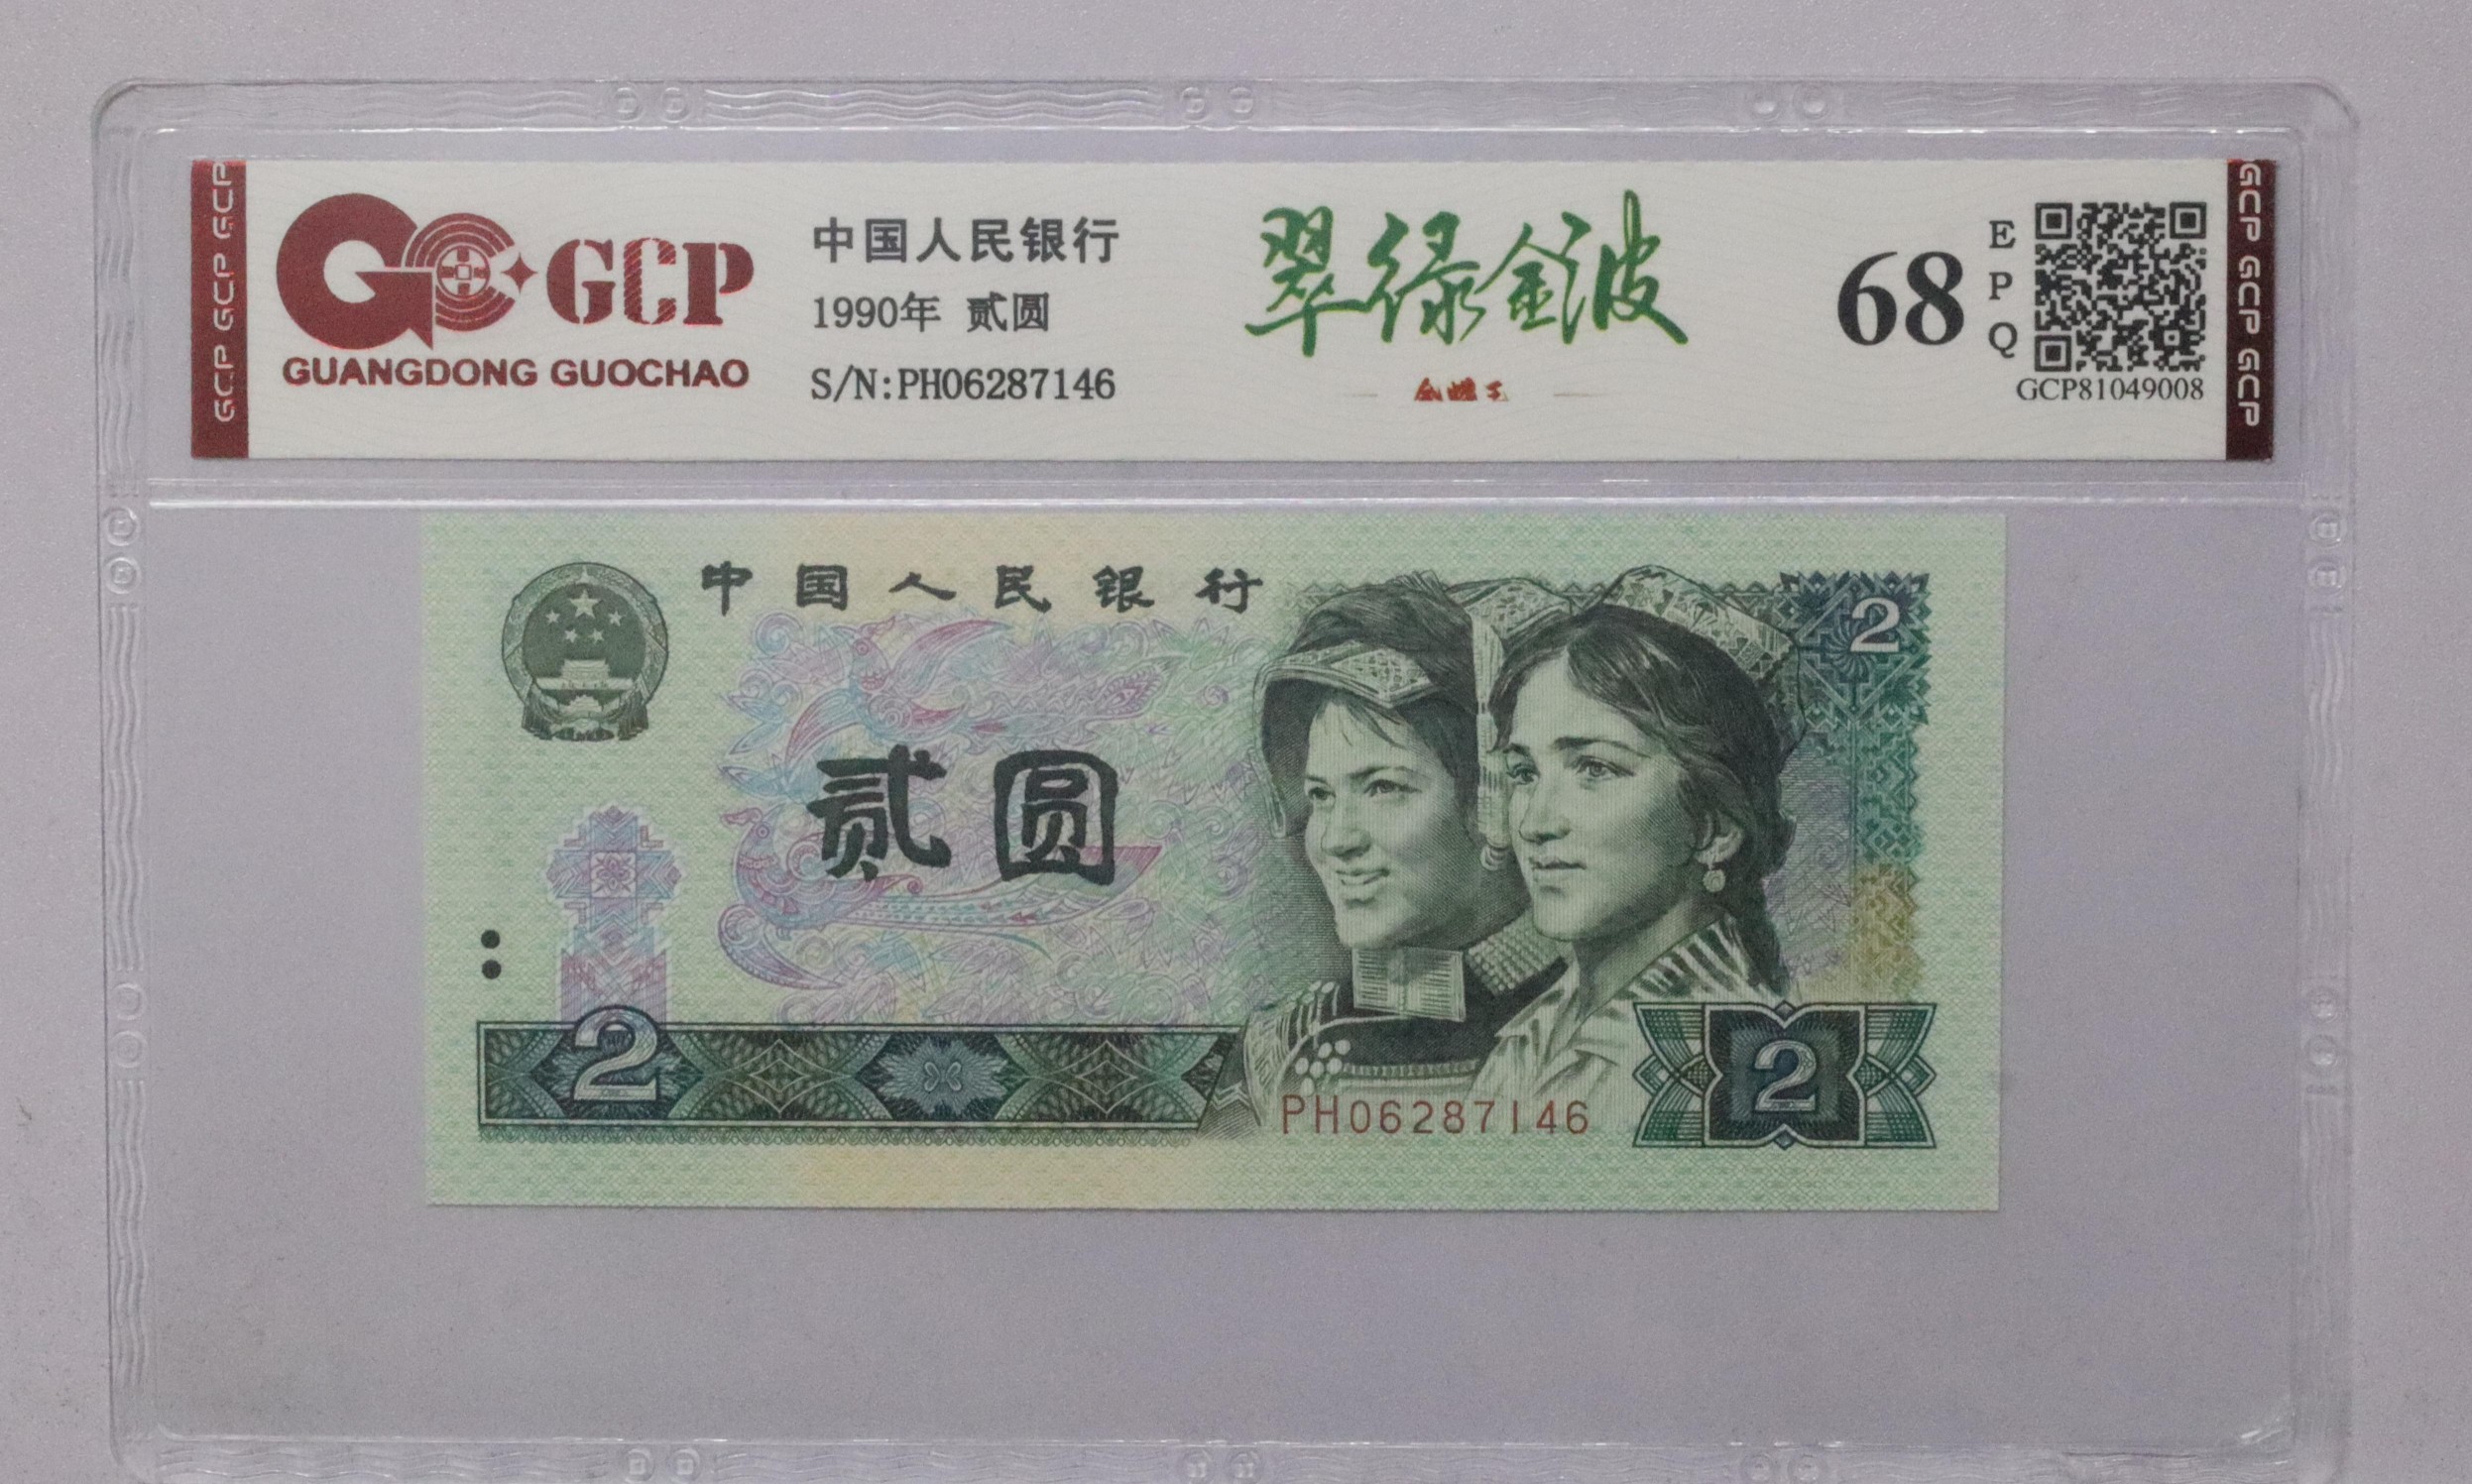 GCP GCP GCP
GCP
GUANGDONG GUOCHAO
中国人民银行
1990年 贰圆
S/N:PH06287146
翠绿金波
68
E
P
Q
GCP81049008
GCP GCP GCP
中国人民银行
2
贰圆
2
PH06287146
2